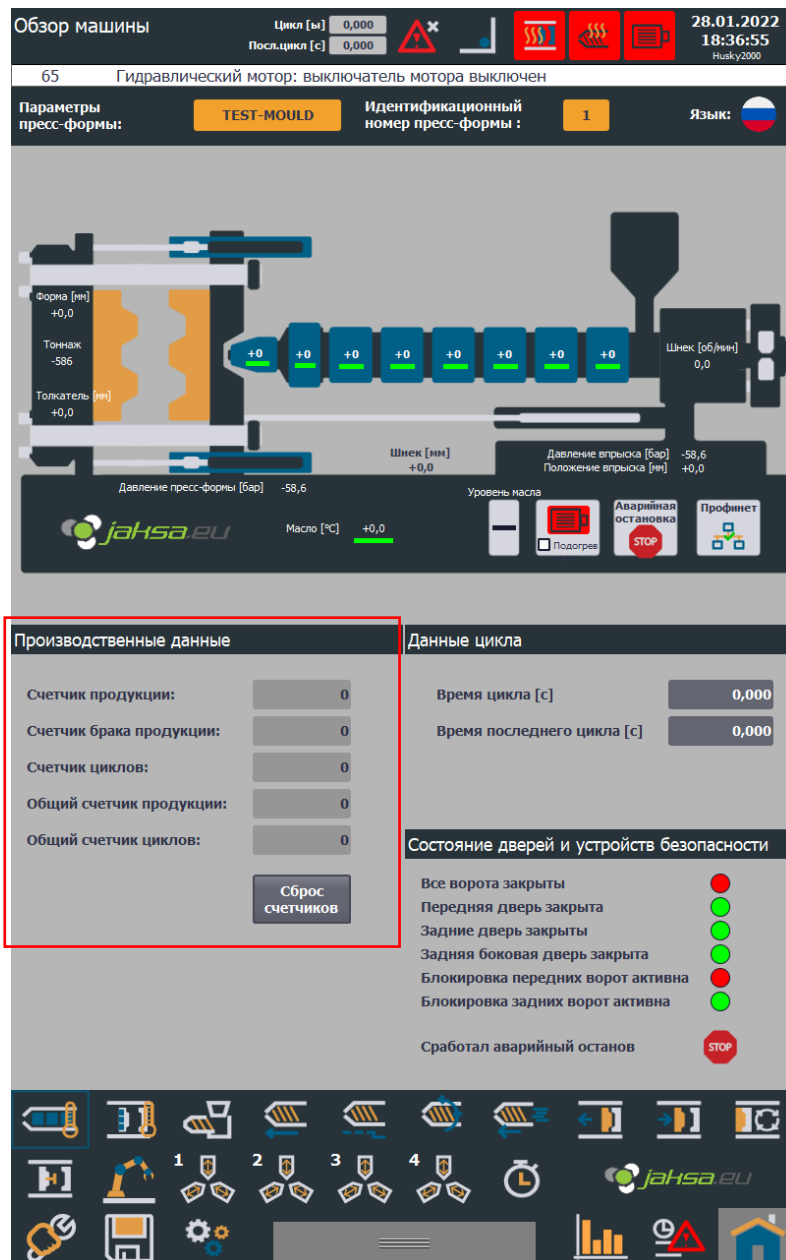 Обзор машины
Цикл [ы] 0,000
Посл.цикл [с] 0,000
28.01.2022
18:36:55
Husky2000
65 Гидравлический мотор: выключатель мотора выключен
Параметры
пресс-формы:
TEST-MOULD
Идентификационный
номер пресс-формы :
1
Язык:
Форма [мм]
+0,0
Тоннаж
-586
Толкатель [мм]
+0,0
+0 +0 +0 +0 +0 +0 +0 +0
Шнек [об/мин]
0,0
Шнек [мм]
+0,0
Давление впрыска [бар] -58,6
Положение впрыска [мм] +0,0
Давление пресс-формы [бар] -58,6
Уровень масла
jaksa.eu
Масло [°C] +0,0
Подогрев
Аварийная
остановка
STOP
Профинет
Производственные данные
Счетчик продукции: 0
Счетчик брака продукции: 0
Счетчик циклов: 0
Общий счетчик продукции: 0
Общий счетчик циклов: 0
Сброс
счетчиков
Данные цикла
Время цикла [с] 0,000
Время последнего цикла [с] 0,000
Состояние дверей и устройств безопасности
Все ворота закрыты
Передняя дверь закрыта
Задние дверь закрыты
Задняя боковая дверь закрыта
Блокировка передних ворот активна
Блокировка задних ворот активна
Сработал аварийный останов STOP
1 2 3 4
jaksa.eu